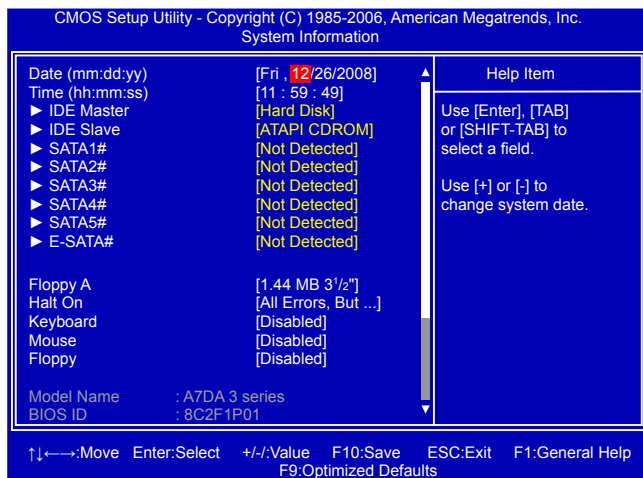 CMOS Setup Utility - Copyright (C) 1985-2006, American Megatrends, Inc.
System Information
Date (mm:dd:yy) [Fri , 12/26/2008]
Time (hh:mm:ss) [11 : 59 : 49]
► IDE Master [Hard Disk]
► IDE Slave [ATAPI CDROM]
► SATA1# [Not Detected]
► SATA2# [Not Detected]
► SATA3# [Not Detected]
► SATA4# [Not Detected]
► SATA5# [Not Detected]
► E-SATA# [Not Detected]
Floppy A [1.44 MB 3¹/₂"]
Halt On [All Errors, But ...]
Keyboard [Disabled]
Mouse [Disabled]
Floppy [Disabled]
Model Name : A7DA 3 series
BIOS ID : 8C2F1P01
Help Item
Use [Enter], [TAB]
or [SHIFT-TAB] to
select a field.
Use [+] or [-] to
change system date.
↑↓←→:Move Enter:Select +/-/:Value F10:Save ESC:Exit F1:General Help
F9:Optimized Defaults